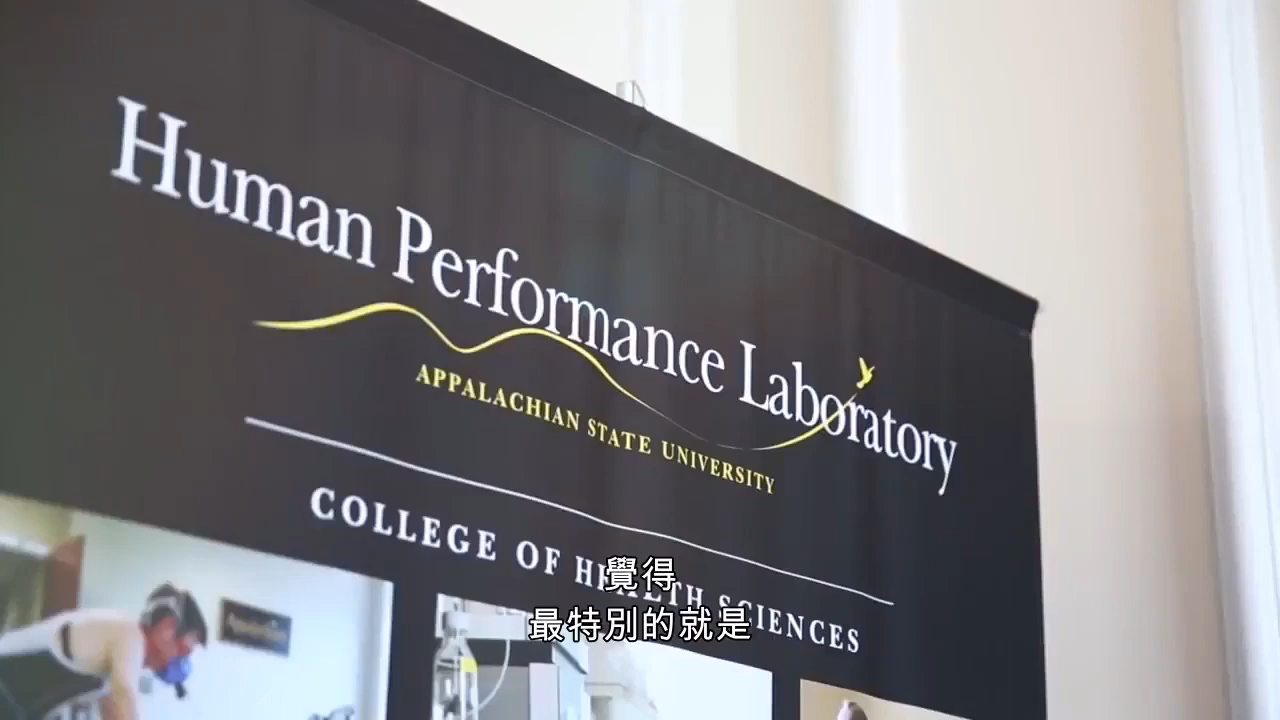 Human Performance Laboratory
APPALACHIAN STATE UNIVERSITY
COLLEGE OF HEALTH SCIENCES
覺得
最特別的就是